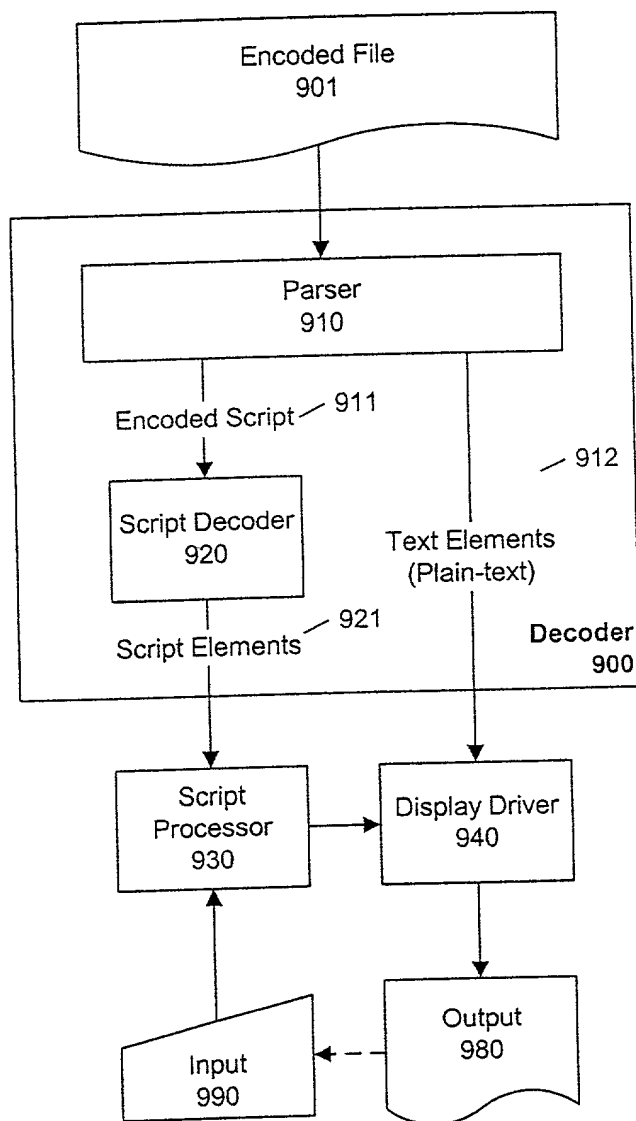 Encoded File
901
Parser
910
Encoded Script
911
912
Script Decoder
920
Text Elements
(Plain-text)
Script Elements
921
Decoder
900
Script
Processor
930
Display Driver
940
Input
990
Output
980